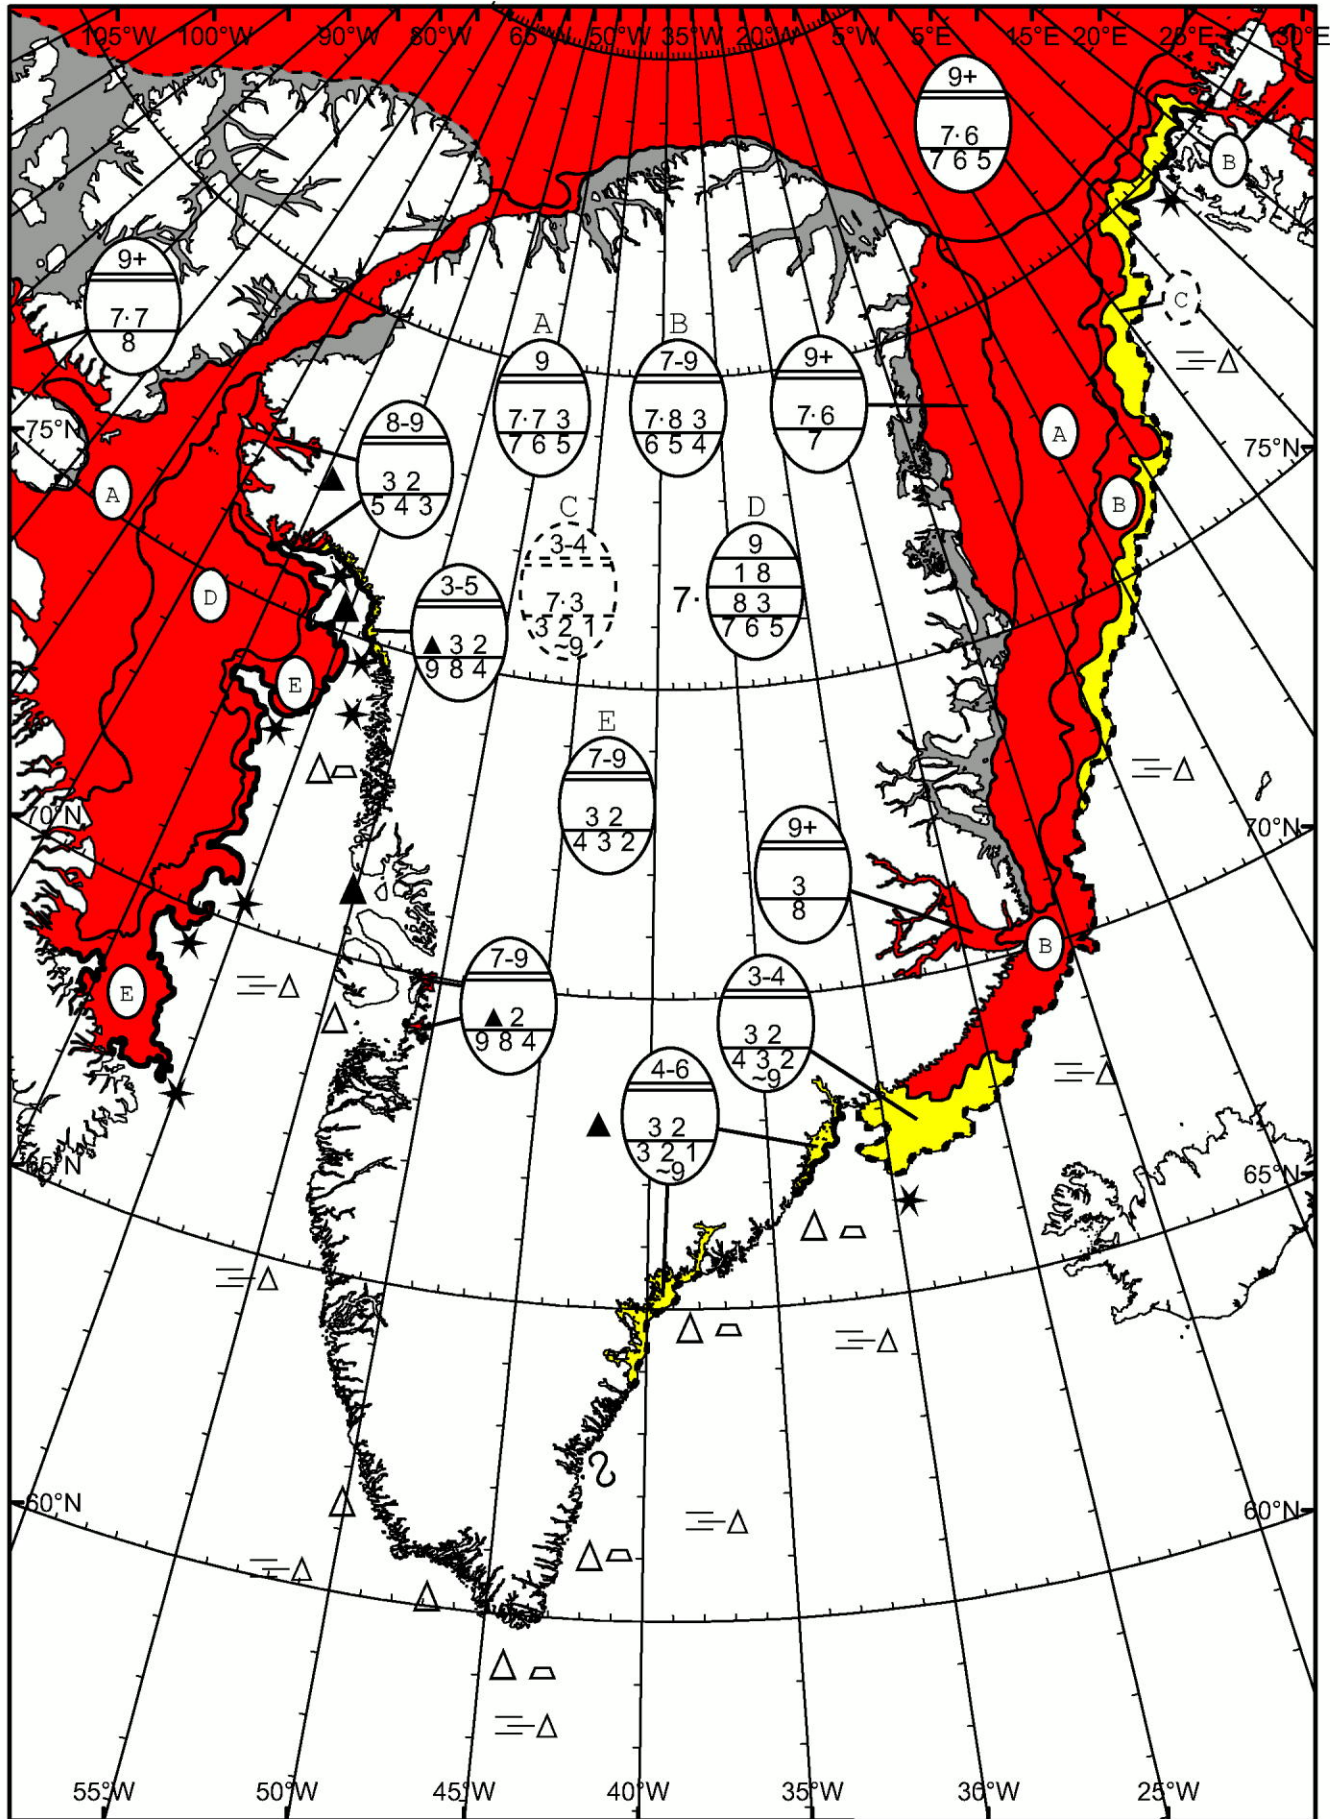 105°W 100°W 90°W 80°W 65°W 50°W 35°W 20°W 5°W 5°E 15°E 20°E 25°E 30°E
9+
7·6
7 6 5
B
9+
7·7
8
C
A
9
7·7 3
7 6 5
B
7-9
7·8 3
6 5 4
9+
7·6
7
75°N
75°N
8-9
3 2
5 4 3
A
A
B
C
3-4
7·3
3 2 1
~9
D
9
1 8
7· 8 3
7 6 5
D
3-5
▲ 3 2
9 8 4
E
E
7-9
3 2
4 3 2
70°N
70°N
9+
3
8
B
E
7-9
▲ 2
9 8 4
3-4
3 2
4 3 2
~9
4-6
3 2
3 2 1
~9
65°N
65°N
60°N
60°N
55°W 50°W 45°W 40°W 35°W 30°W 25°W